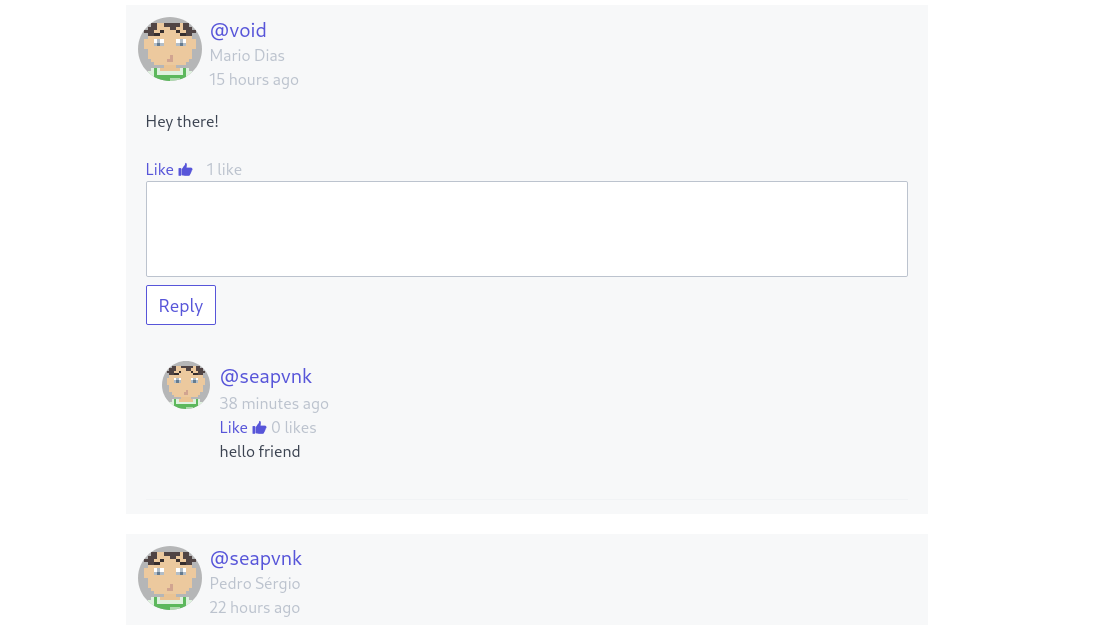 @void
Mario Dias
15 hours ago
Hey there!
Like 1 like
Reply
@seapvnk
38 minutes ago
Like 0 likes
hello friend
@seapvnk
Pedro Sérgio
22 hours ago